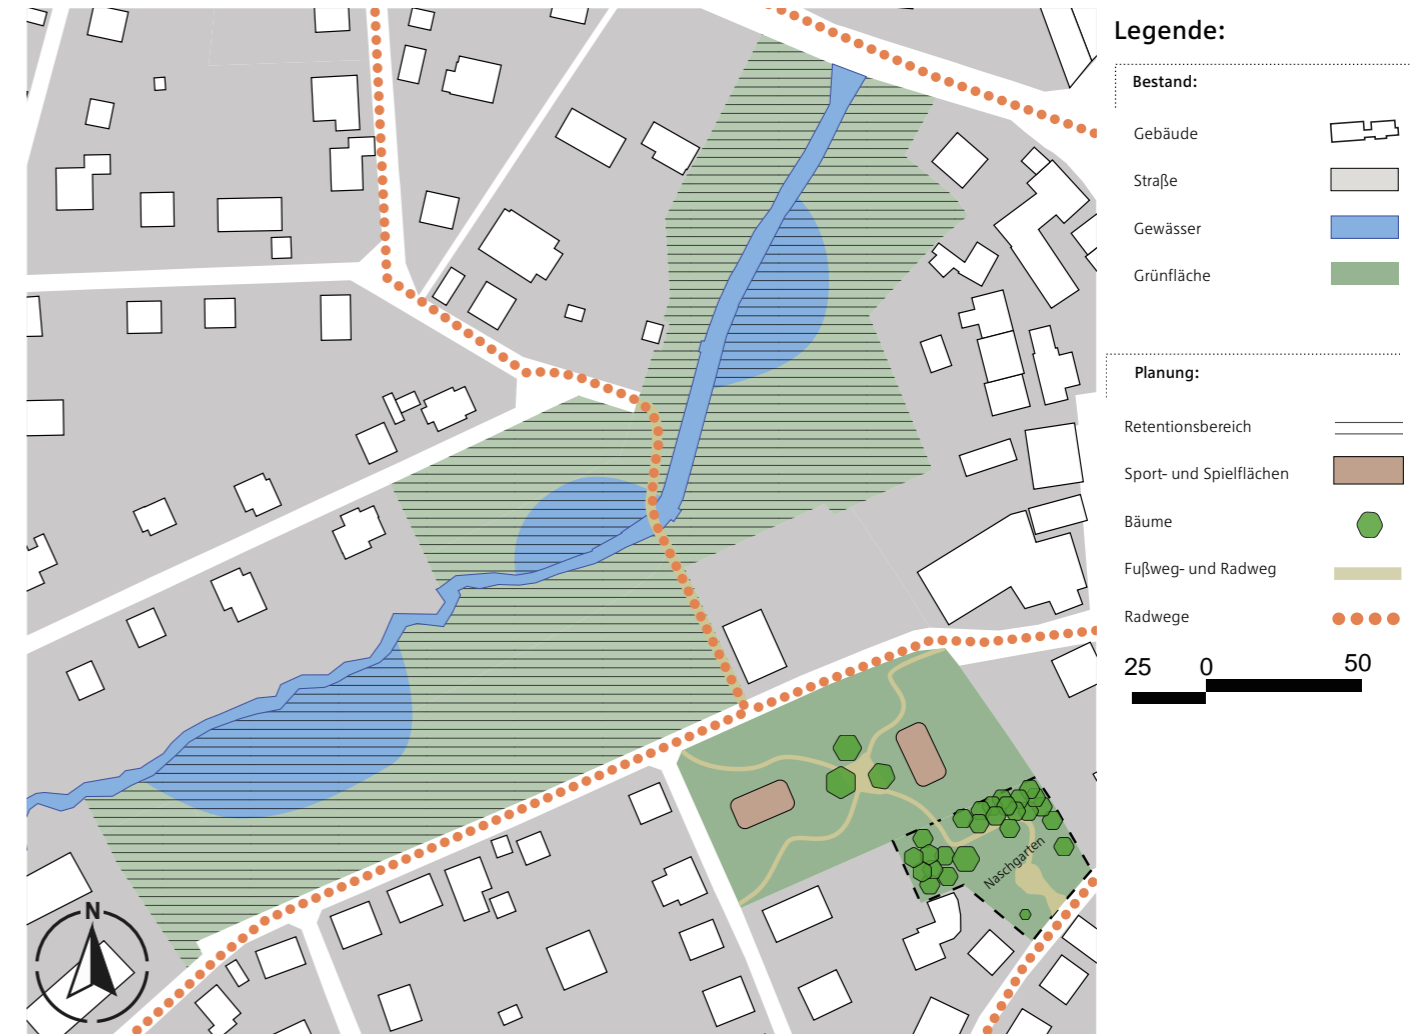 Legende:
Bestand:
Gebäude
Straße
Gewässer
Grünfläche
Planung:
Retentionsbereich
Sport- und Spielflächen
Bäume
Fußweg- und Radweg
Radwege
25 0 50
Naschgarten
N